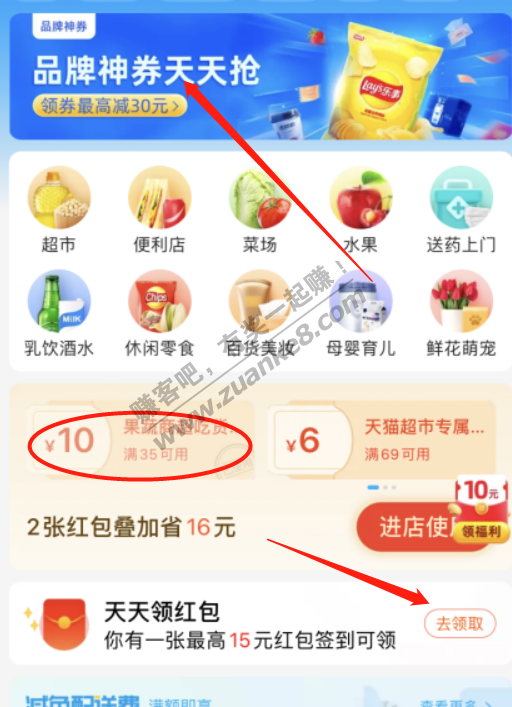 品牌神券
品牌神券天天抢
领券最高减30元>
Lay's乐事
超市
便利店
菜场
水果
送药上门
MILK
Chips
乳饮酒水
休闲零食
百货美妆
母婴育儿
鲜花萌宠
赚客吧,有奖一起赚!
www.zuanke8.com
¥10
果蔬商超吃货...
满35可用
¥6
天猫超市专属...
满69可用
2张红包叠加省16元
进店使用
10元
领福利
天天领红包
你有一张最高15元红包签到可领
去领取
减免配送费 满额即享
查看更多>